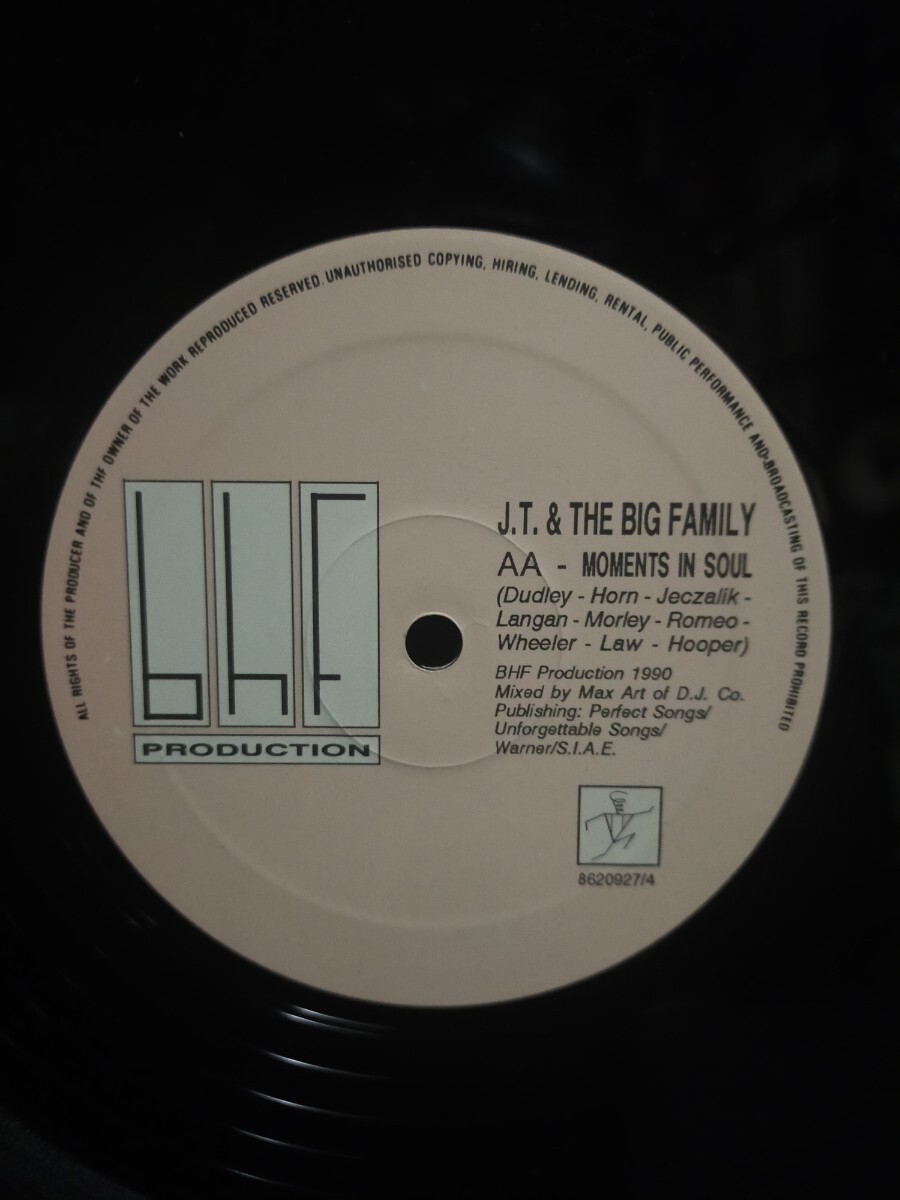 ALL RIGHTS OF THE PRODUCER AND OF THE OWNER OF THE WORK REPRODUCED RESERVED. UNAUTHORISED COPYING, HIRING, LENDING, RENTAL, PUBLIC PERFORMANCE AND BROADCASTING OF THIS RECORD PROHIBITED
bhF
PRODUCTION
J.T. & THE BIG FAMILY
AA - MOMENTS IN SOUL
(Dudley - Horn - Jeczalik -
Langan - Morley - Romeo -
Wheeler - Law - Hooper)
BHF Production 1990
Mixed by Max Art of D.J. Co.
Publishing: Perfect Songs/
Unforgettable Songs/
Warner/S.I.A.E.
8620927/4